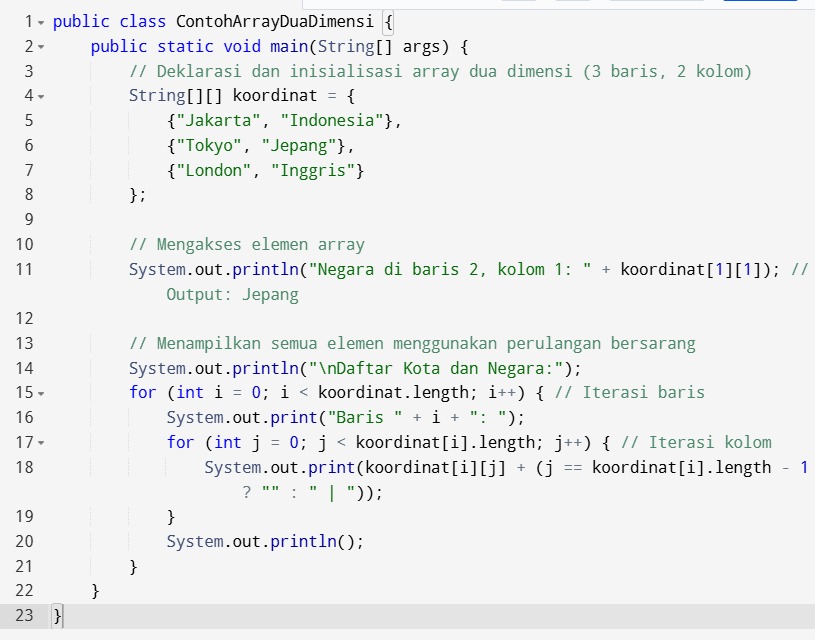 1 public class ContohArrayDuaDimensi {
2     public static void main(String[] args) {
3         // Deklarasi dan inisialisasi array dua dimensi (3 baris, 2 kolom)
4         String[][] koordinat = {
5             {"Jakarta", "Indonesia"},
6             {"Tokyo", "Jepang"},
7             {"London", "Inggris"}
8         };
9
10         // Mengakses elemen array
11         System.out.println("Negara di baris 2, kolom 1: " + koordinat[1][1]); //
            Output: Jepang
12
13         // Menampilkan semua elemen menggunakan perulangan bersarang
14         System.out.println("\nDaftar Kota dan Negara:");
15         for (int i = 0; i < koordinat.length; i++) { // Iterasi baris
16             System.out.print("Baris " + i + ": ");
17             for (int j = 0; j < koordinat[i].length; j++) { // Iterasi kolom
18                 System.out.print(koordinat[i][j] + (j == koordinat[i].length - 1
                    ? "" : " | "));
19             }
20             System.out.println();
21         }
22     }
23 }